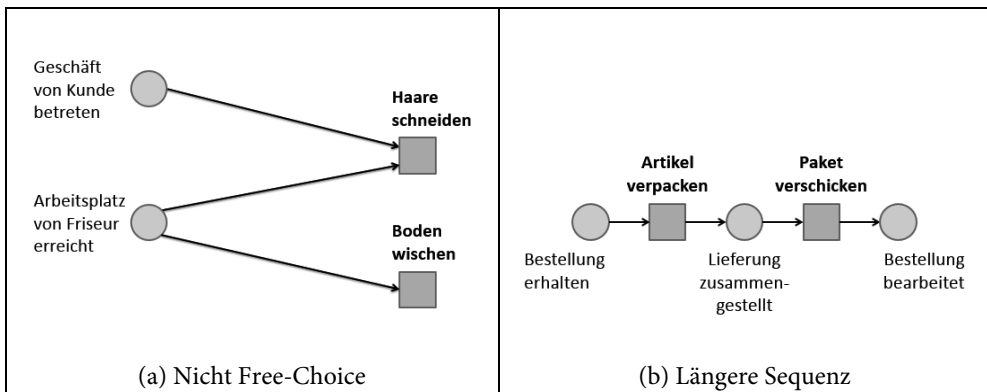 Geschäft
von Kunde
betreten
Haare
schneiden
Arbeitsplatz
von Friseur
erreicht
Boden
wischen
(a) Nicht Free-Choice
Artikel
verpacken
Paket
verschicken
Bestellung
erhalten
Lieferung
zusammen-
gestellt
Bestellung
bearbeitet
(b) Längere Sequenz